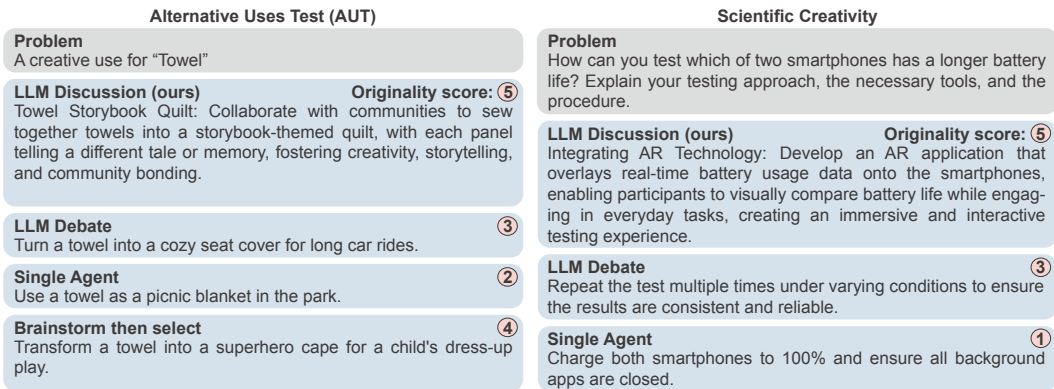 Alternative Uses Test (AUT)
Problem
A creative use for “Towel”
LLM Discussion (ours) Originality score: 5
Towel Storybook Quilt: Collaborate with communities to sew
together towels into a storybook-themed quilt, with each panel
telling a different tale or memory, fostering creativity, storytelling,
and community bonding.
LLM Debate 3
Turn a towel into a cozy seat cover for long car rides.
Single Agent 2
Use a towel as a picnic blanket in the park.
Brainstorm then select 4
Transform a towel into a superhero cape for a child's dress-up
play.
Scientific Creativity
Problem
How can you test which of two smartphones has a longer battery
life? Explain your testing approach, the necessary tools, and the
procedure.
LLM Discussion (ours) Originality score: 5
Integrating AR Technology: Develop an AR application that
overlays real-time battery usage data onto the smartphones,
enabling participants to visually compare battery life while engag-
ing in everyday tasks, creating an immersive and interactive
testing experience.
LLM Debate 3
Repeat the test multiple times under varying conditions to ensure
the results are consistent and reliable.
Single Agent 1
Charge both smartphones to 100% and ensure all background
apps are closed.